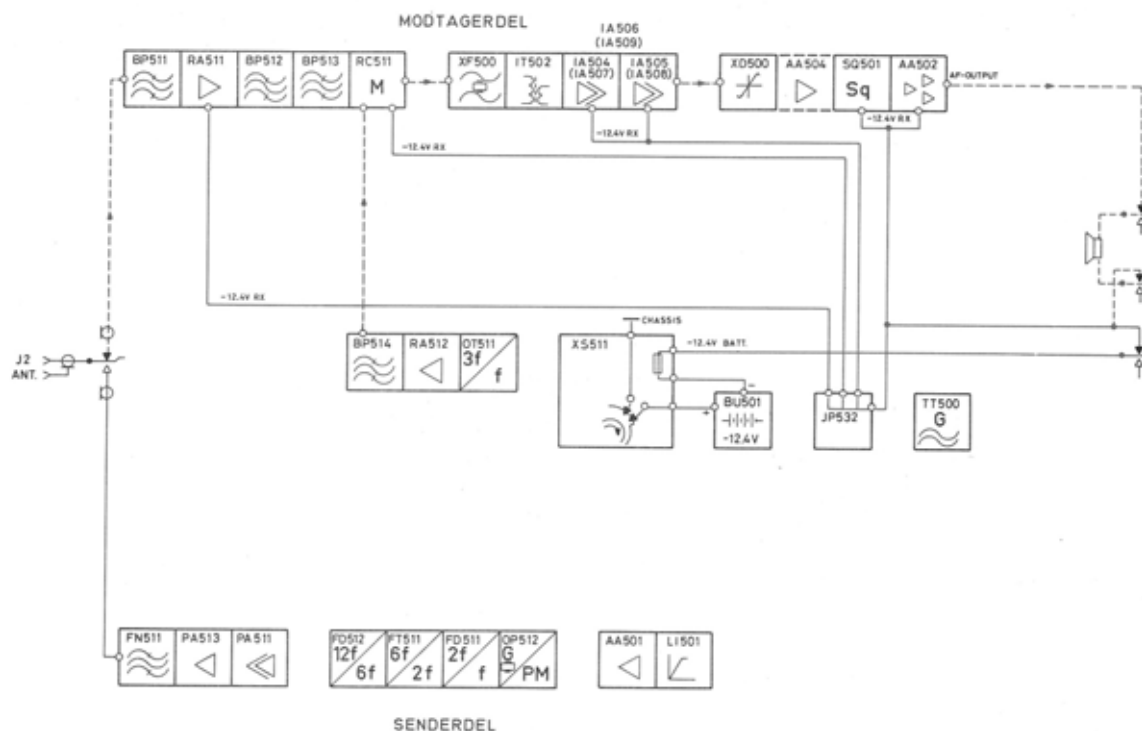 MODTAGERDEL
IA506
(IA509)
BP511 RA511 BP512 BP513 RC511
M
XF500 IT502 IA504 (IA507) IA505 (IA508)
XD500 AA504 SQ501 AA502
Sq
AF-OUTPUT
-12.4V RX
-12.4V RX
-12.4V RX
-12.4V RX
J2
ANT.
BP514 RA512 OT511
3f
f
CHASSIS
XS511
-12.4V BATT.
-
+
BU501
-12.4V
JP532
TT500
G
FN511 PA513 PA511
FD512 FT511 FD511 OP512
12f 6f 2f G
6f 2f f PM
AA501 LI501
SENDERDEL